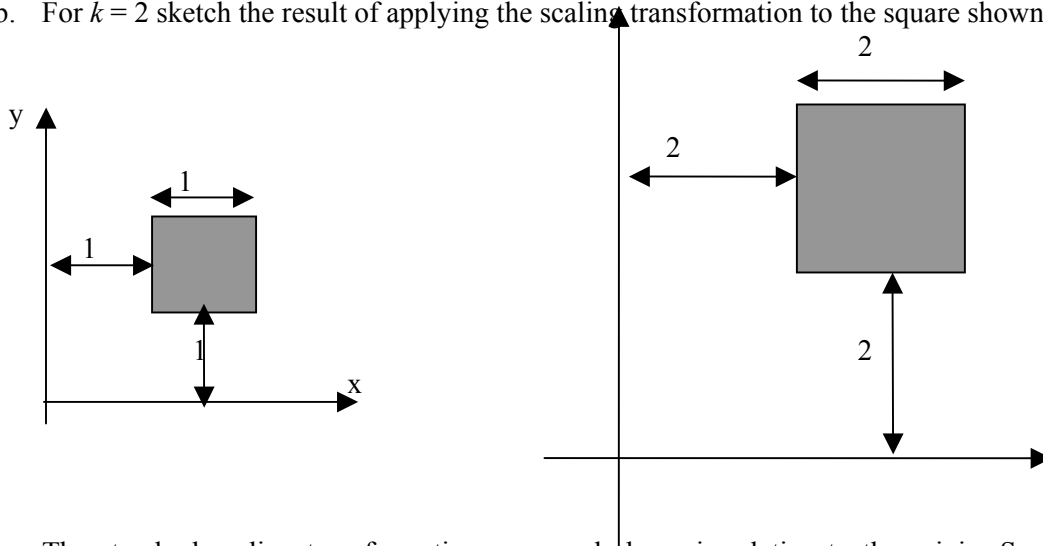 b. For k = 2 sketch the result of applying the scaling transformation to the square shown
2
y
2
1
1
1
2
x